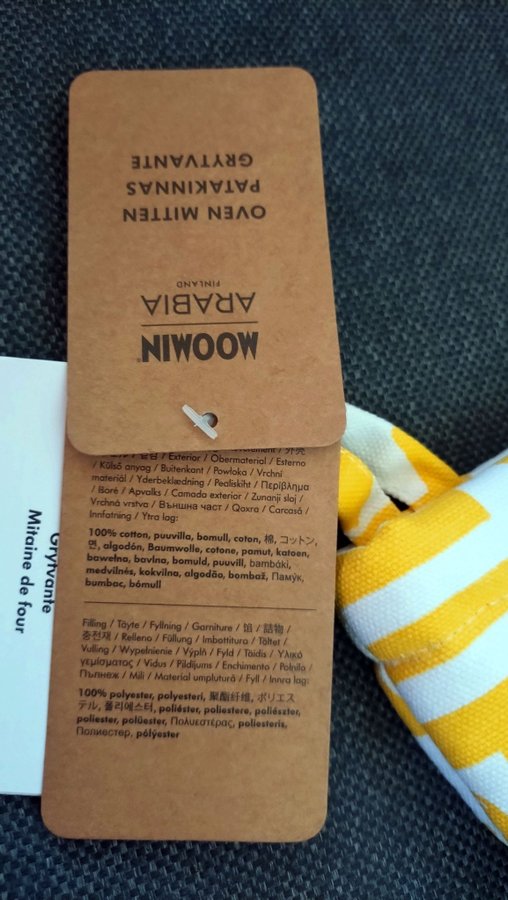 MOOMIN®
ARABIA
FINLAND
OVEN MITTEN
PATAKINNAS
GRYTVANTE
/ Exterior / Obermaterial / Esterno
/ Külső anyag / Buitenkant / Powłoka / Vrchní
materiál / Yderbeklædning / Pealiskiht / Περίβλημα
/ Boré / Apvalks / Camada exterior / Zunanji sloj /
Vrchná vrstva / Външна част / Qoxra / Carcasă /
Innfatning / Ytra lag:
100% cotton, puuvilla, bomull, coton, 棉, コットン,
면, algodón, Baumwolle, cotone, pamut, katoen,
bawełna, bavlna, bomuld, puuvill, bambáki,
medvilnės, kokvilna, algodão, bombaž, Памук,
bumbac, bómull
Filling / Täyte / Fyllning / Garniture / 馅 / 詰物 /
충전재 / Relleno / Füllung / Imbottitura / Töltet /
Vulling / Wypełnienie / Výplň / Fyld / Täidis / Υλικό
γεμίσματος / Vidus / Pildījums / Enchimento / Polnilo /
Пълнеж / Mili / Material umplutură / Fyll / Innra lag:
100% polyester, polyesteri, 聚酯纤维, ポリエス
テル, 폴리에스터, poliéster, poliestere, poliészter,
poliester, polüester, Πολυεστέρας, poliesteris,
Полиестер, pólýester
Grytvante
Mitaine de four